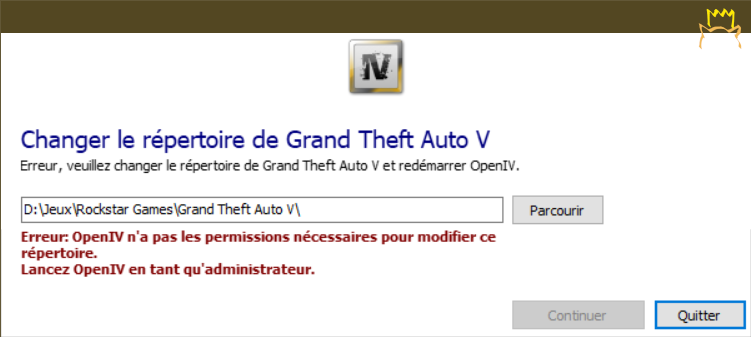 IV
Changer le répertoire de Grand Theft Auto V
Erreur, veuillez changer le répertoire de Grand Theft Auto V et redémarrer OpenIV.
D:\Jeux\Rockstar Games\Grand Theft Auto V\
Parcourir
Erreur: OpenIV n'a pas les permissions nécessaires pour modifier ce
répertoire.
Lancez OpenIV en tant qu'administrateur.
Continuer
Quitter